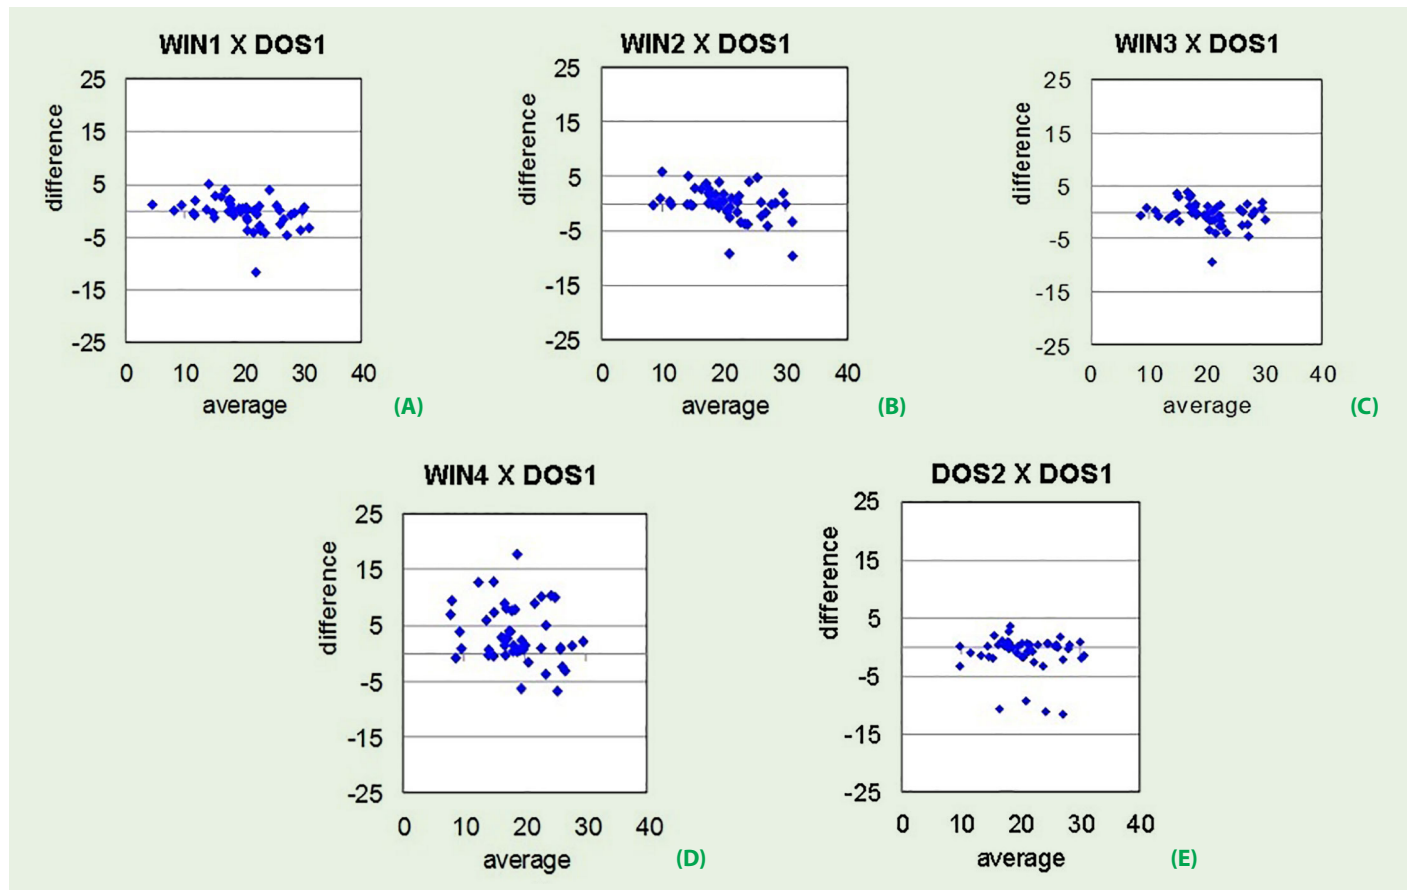 WIN1 X DOS1
25
15
5
-5
-15
-25
difference
0 10 20 30 40
average
(A)
WIN2 X DOS1
25
15
5
-5
-15
-25
difference
0 10 20 30 40
average
(B)
WIN3 X DOS1
25
15
5
-5
-15
-25
difference
0 10 20 30 40
average
(C)
WIN4 X DOS1
25
15
5
-5
-15
-25
difference
0 10 20 30 40
average
(D)
DOS2 X DOS1
25
15
5
-5
-15
-25
difference
0 10 20 30 40
average
(E)